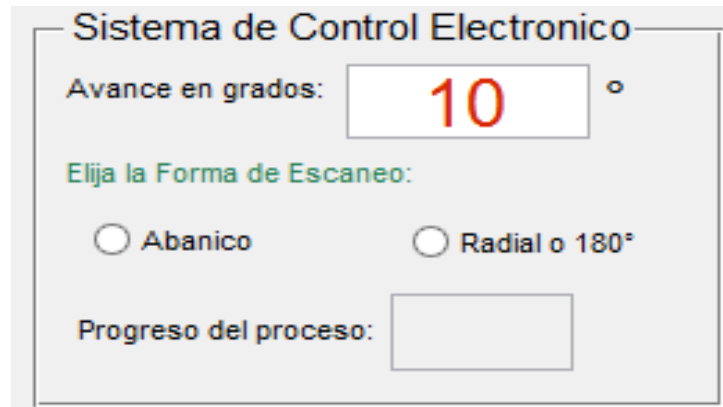 Sistema de Control Electronico
Avance en grados: 10 °
Elija la Forma de Escaneo:
Abanico Radial o 180°
Progreso del proceso: